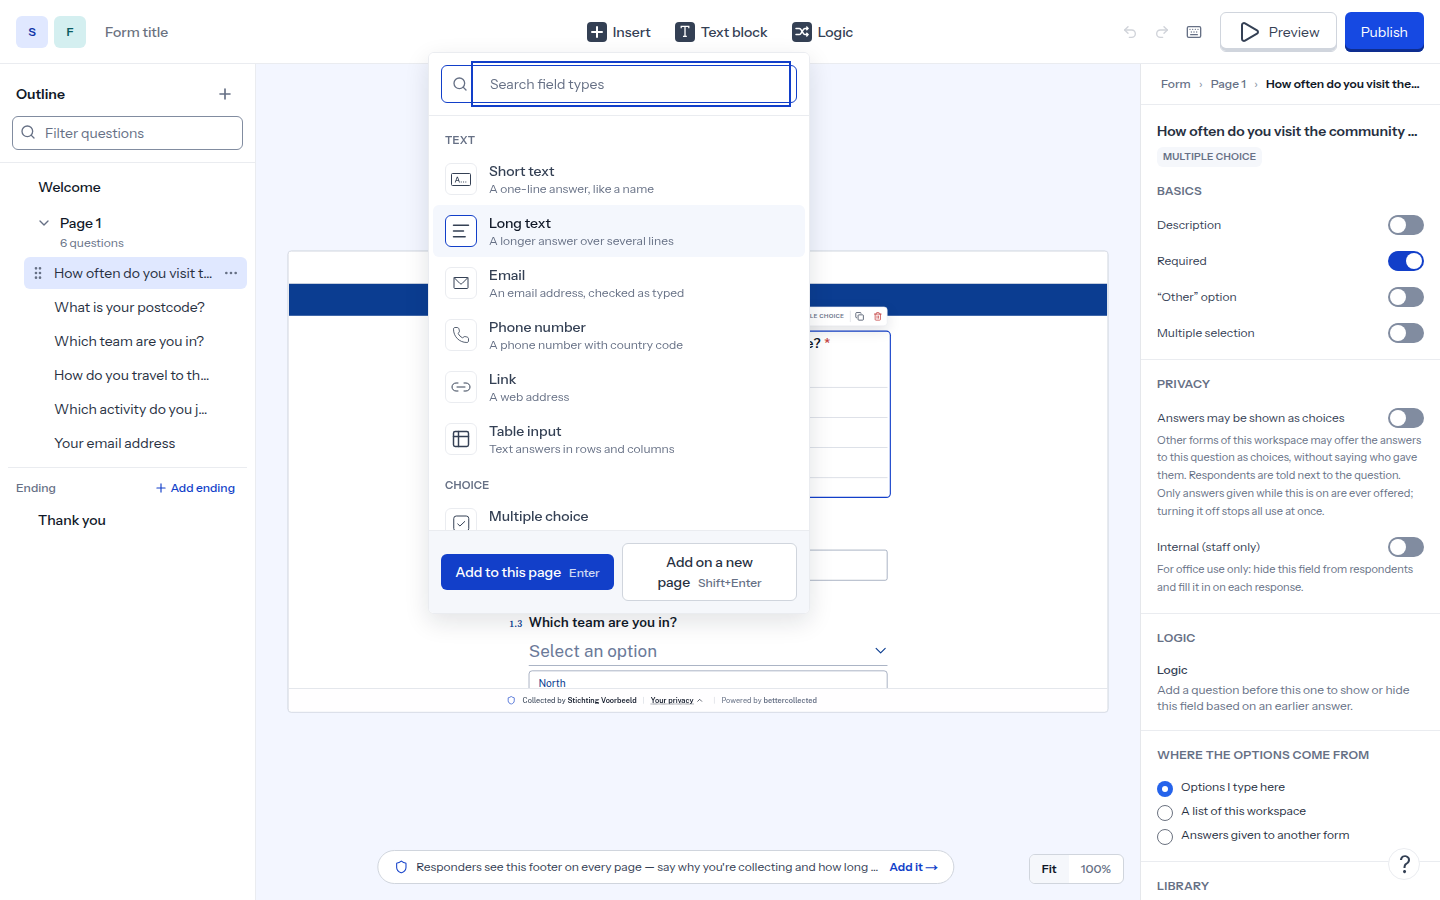 S
F
Form title
Insert
Text block
Logic
Preview
Publish
Outline
Filter questions
Welcome
Page 1
6 questions
How often do you visit t...
What is your postcode?
Which team are you in?
How do you travel to th...
Which activity do you j...
Your email address
Ending
Add ending
Thank you
Search field types
TEXT
A...
Short text
A one-line answer, like a name
Long text
A longer answer over several lines
Email
An email address, checked as typed
Phone number
A phone number with country code
Link
A web address
Table input
Text answers in rows and columns
CHOICE
Multiple choice
Add to this page Enter
Add on a new
page Shift+Enter
LE CHOICE
e? *
1.3 Which team are you in?
Select an option
North
Collected by Stichting Voorbeeld
Your privacy
Powered by bettercollected
Responders see this footer on every page — say why you're collecting and how long ...
Add it →
Fit
100%
Form › Page 1 › How often do you visit the...
How often do you visit the community ...
MULTIPLE CHOICE
BASICS
Description
Required
“Other” option
Multiple selection
PRIVACY
Answers may be shown as choices
Other forms of this workspace may offer the answers
to this question as choices, without saying who gave
them. Respondents are told next to the question.
Only answers given while this is on are ever offered;
turning it off stops all use at once.
Internal (staff only)
For office use only: hide this field from respondents
and fill it in on each response.
LOGIC
Logic
Add a question before this one to show or hide
this field based on an earlier answer.
WHERE THE OPTIONS COME FROM
Options I type here
A list of this workspace
Answers given to another form
?
LIBRARY